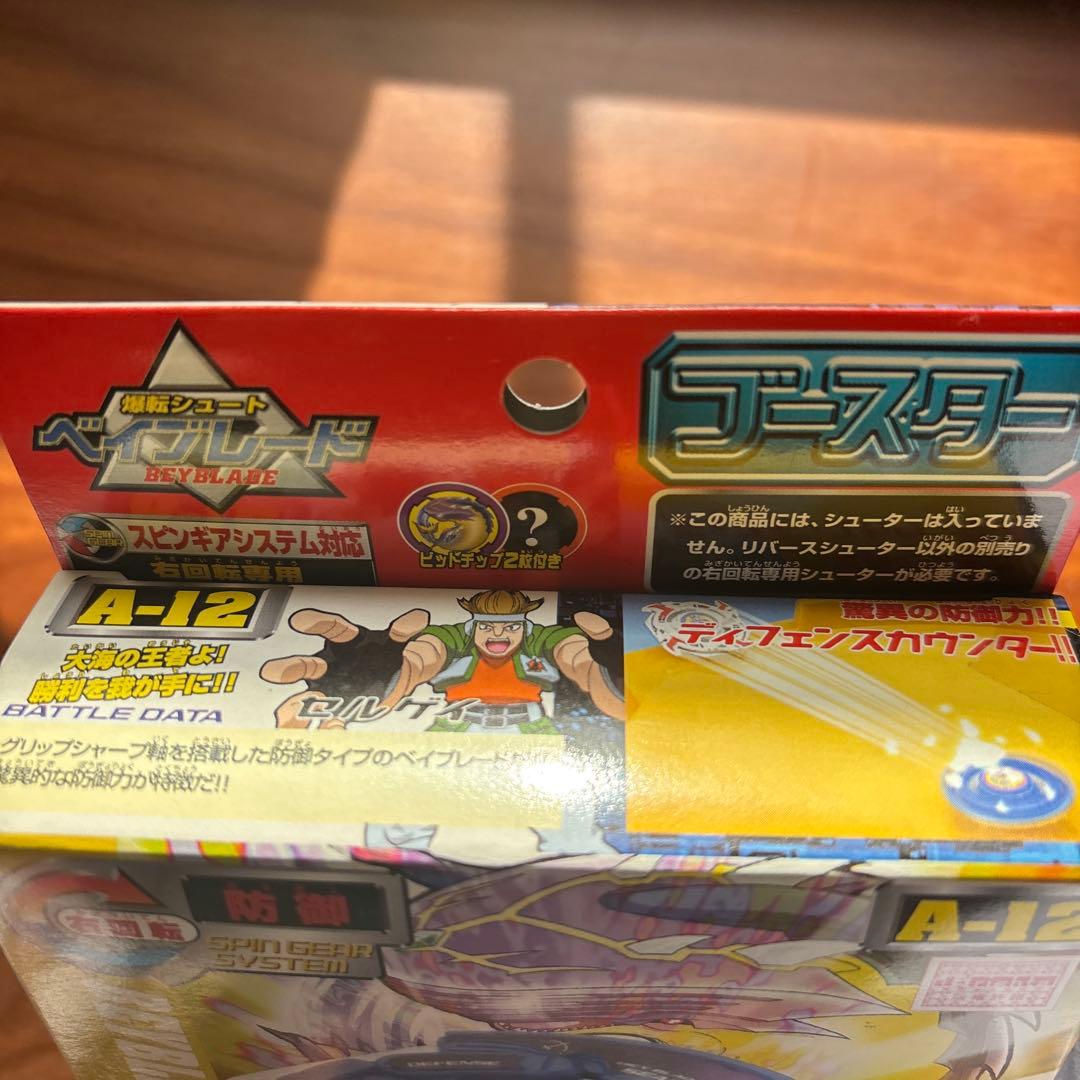 爆転シュート
ベイブレード
BEYBLADE
SPIN GEAR
スピンギアシステム対応
右回転専用
?
ビットチップ2枚付き
ブースター
※この商品には、シューターは入っていま
せん。リバースシューター以外の別売り
の右回転専用シューターが必要です。
A-12
大海の王者よ!
勝利を我が手に!!
BATTLE DATA
セルゲイ
グリップシャープ軸を搭載した防御タイプのベイブレード
驚異的な防御力が特徴だ!!
驚異の防御力!!
ディフェンスカウンター!!
右回転
防御
SPIN GEAR
SYSTEM
A-12
DEFENSE